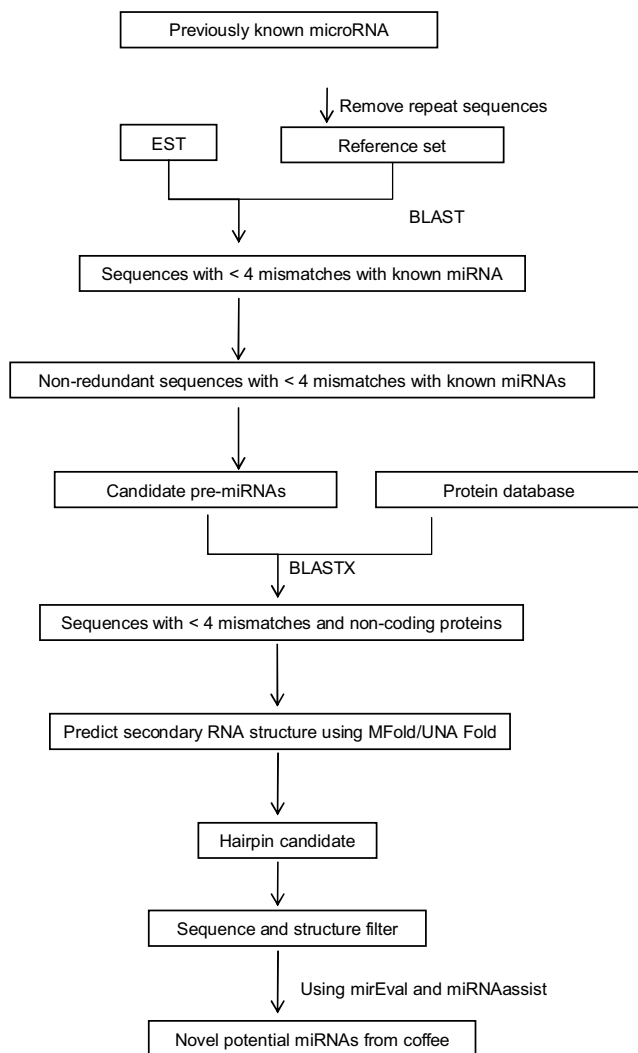 Previously known microRNA
Remove repeat sequences
EST
Reference set
BLAST
Sequences with < 4 mismatches with known miRNA
Non-redundant sequences with < 4 mismatches with known miRNAs
Candidate pre-miRNAs
Protein database
BLASTX
Sequences with < 4 mismatches and non-coding proteins
Predict secondary RNA structure using MFold/UNA Fold
Hairpin candidate
Sequence and structure filter
Using mirEval and miRNAassist
Novel potential miRNAs from coffee